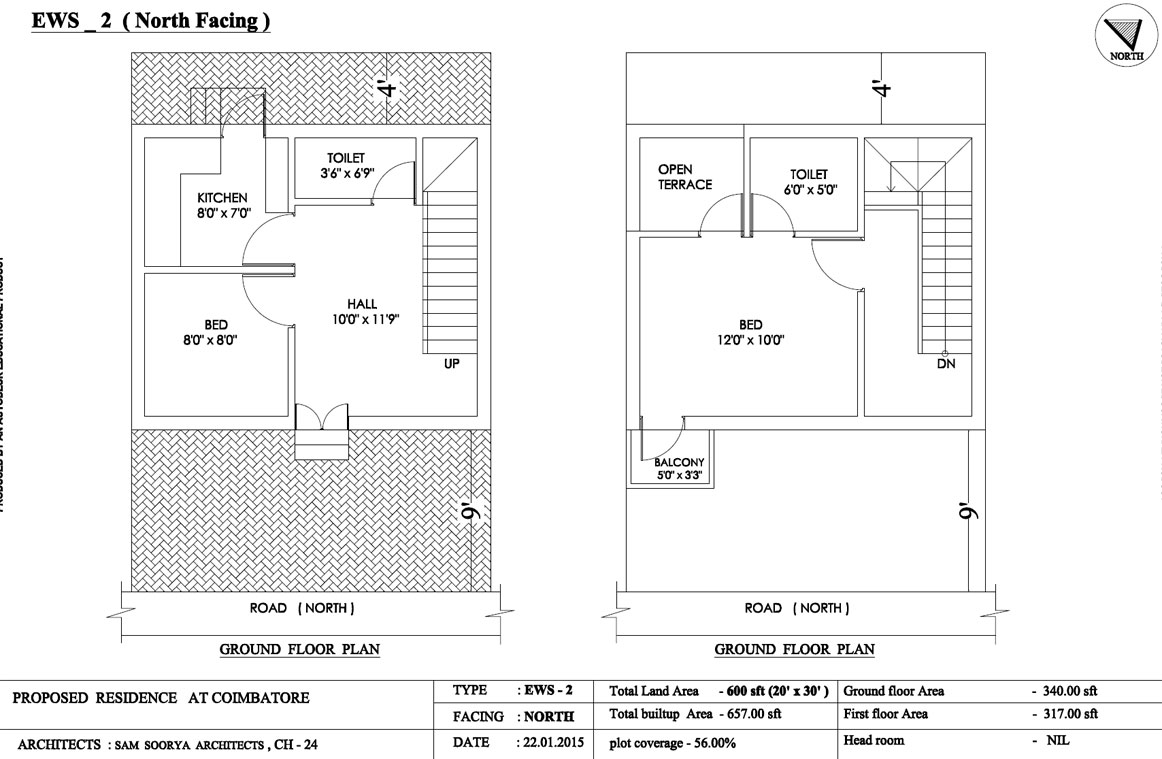 EWS _ 2 ( North Facing )
NORTH
4'
TOILET
3'6" x 6'9"
KITCHEN
8'0" x 7'0"
HALL
10'0" x 11'9"
BED
8'0" x 8'0"
UP
9'
ROAD ( NORTH )
GROUND FLOOR PLAN
4'
OPEN
TERRACE
TOILET
6'0" x 5'0"
BED
12'0" x 10'0"
DN
BALCONY
5'0" x 3'3"
9'
ROAD ( NORTH )
GROUND FLOOR PLAN
PROPOSED RESIDENCE AT COIMBATORE
ARCHITECTS : SAM SOORYA ARCHITECTS , CH - 24
TYPE : EWS - 2
FACING : NORTH
DATE : 22.01.2015
Total Land Area - 600 sft (20' x 30' )
Total builtup Area - 657.00 sft
plot coverage - 56.00%
Ground floor Area - 340.00 sft
First floor Area - 317.00 sft
Head room - NIL